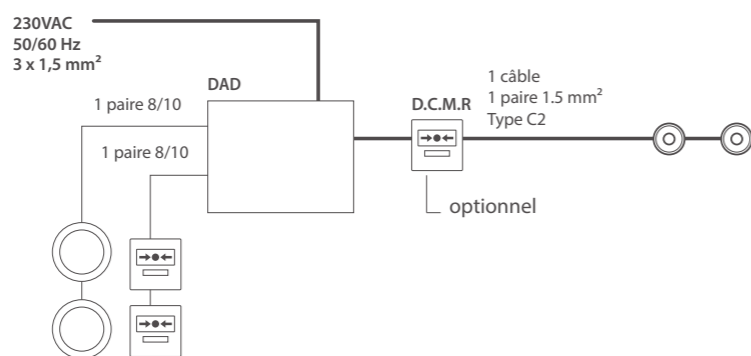 230VAC
50/60 Hz
3 x 1,5 mm²
DAD
1 paire 8/10
1 paire 8/10
D.C.M.R
1 câble
1 paire 1.5 mm²
Type C2
optionnel